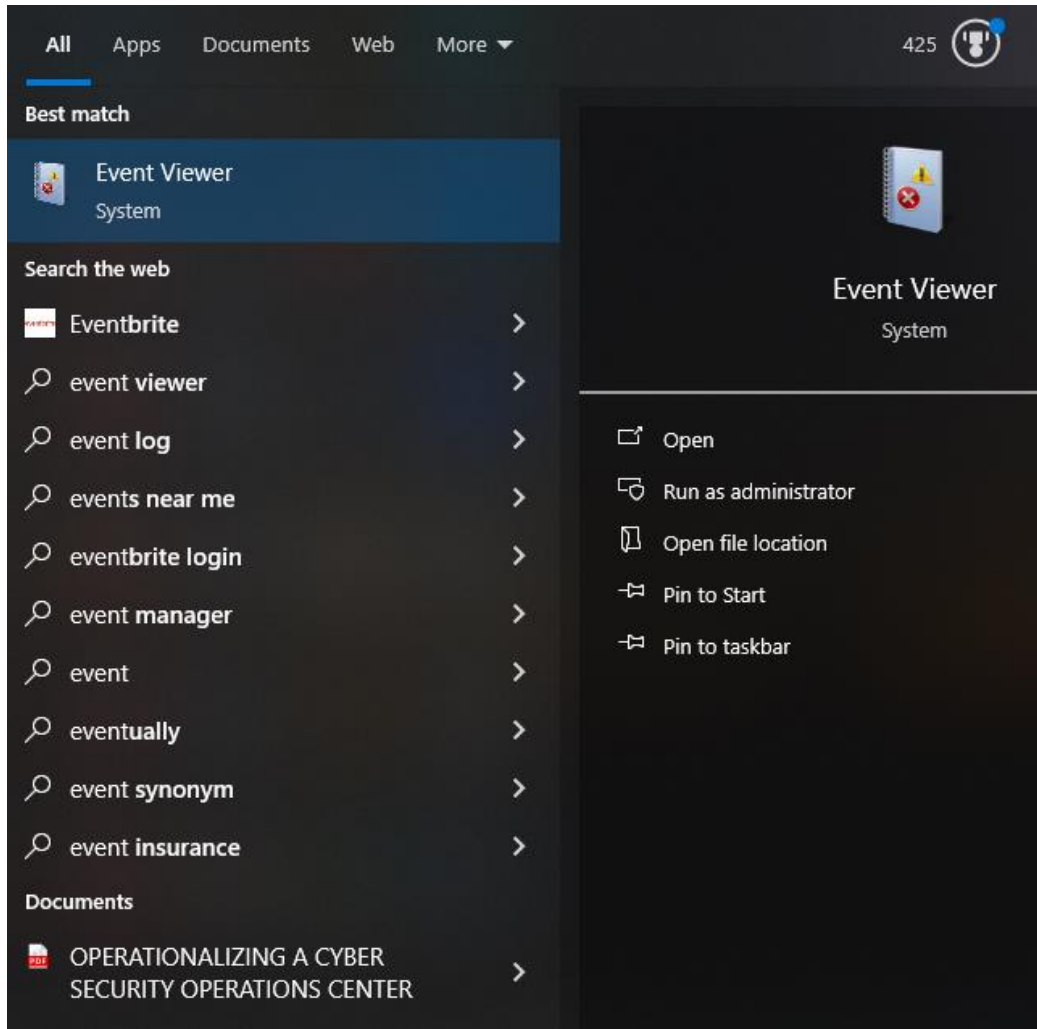 All Apps Documents Web More
425
Best match
Event Viewer
System
Search the web
Eventbrite
event viewer
event log
events near me
eventbrite login
event manager
event
eventually
event synonym
event insurance
Documents
OPERATIONALIZING A CYBER
SECURITY OPERATIONS CENTER
Event Viewer
System
Open
Run as administrator
Open file location
Pin to Start
Pin to taskbar